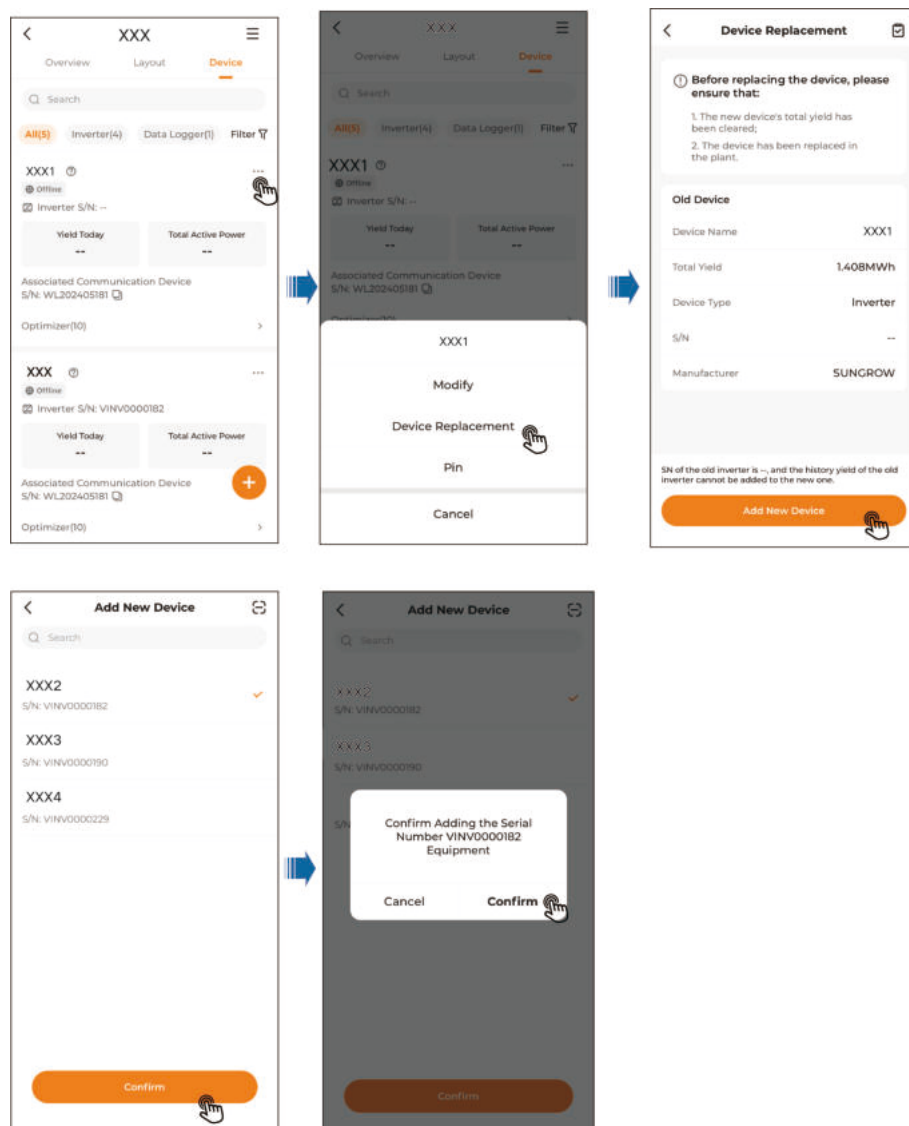 XXX
Overview Layout Device
Search
All(5) Inverter(4) Data Logger(1) Filter
XXX1
Offline
Inverter S/N: --
Yield Today Total Active Power
-- --
Associated Communication Device
S/N: WL202405181
Optimizer(10)
XXX
Offline
Inverter S/N: VINV0000182
Yield Today Total Active Power
-- --
Associated Communication Device
S/N: WL202405181
Optimizer(10)
XXX
Overview Layout Device
Search
All(5) Inverter(4) Data Logger(1) Filter
XXX1
Offline
Inverter S/N: --
Yield Today Total Active Power
-- --
Associated Communication Device
S/N: WL202405181
Optimizer(10)
XXX1
Modify
Device Replacement
Pin
Cancel
Device Replacement
Before replacing the device, please
ensure that:
1. The new device's total yield has
been cleared;
2. The device has been replaced in
the plant.
Old Device
Device Name XXX1
Total Yield 1.408MWh
Device Type Inverter
S/N --
Manufacturer SUNGROW
SN of the old inverter is --, and the history yield of the old
inverter cannot be added to the new one.
Add New Device
Add New Device
Search
XXX2
S/N: VINV0000182
XXX3
S/N: VINV0000190
XXX4
S/N: VINV0000229
Confirm
Add New Device
Search
XXX2
S/N: VINV0000182
XXX3
S/N: VINV0000190
S/N
Confirm Adding the Serial
Number VINV0000182
Equipment
Cancel Confirm
Confirm